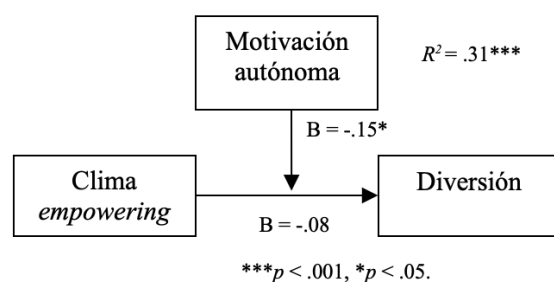 Motivación
autónoma
R² = .31***
B = -.15*
Clima
empowering
Diversión
B = -.08
***p < .001, *p < .05.